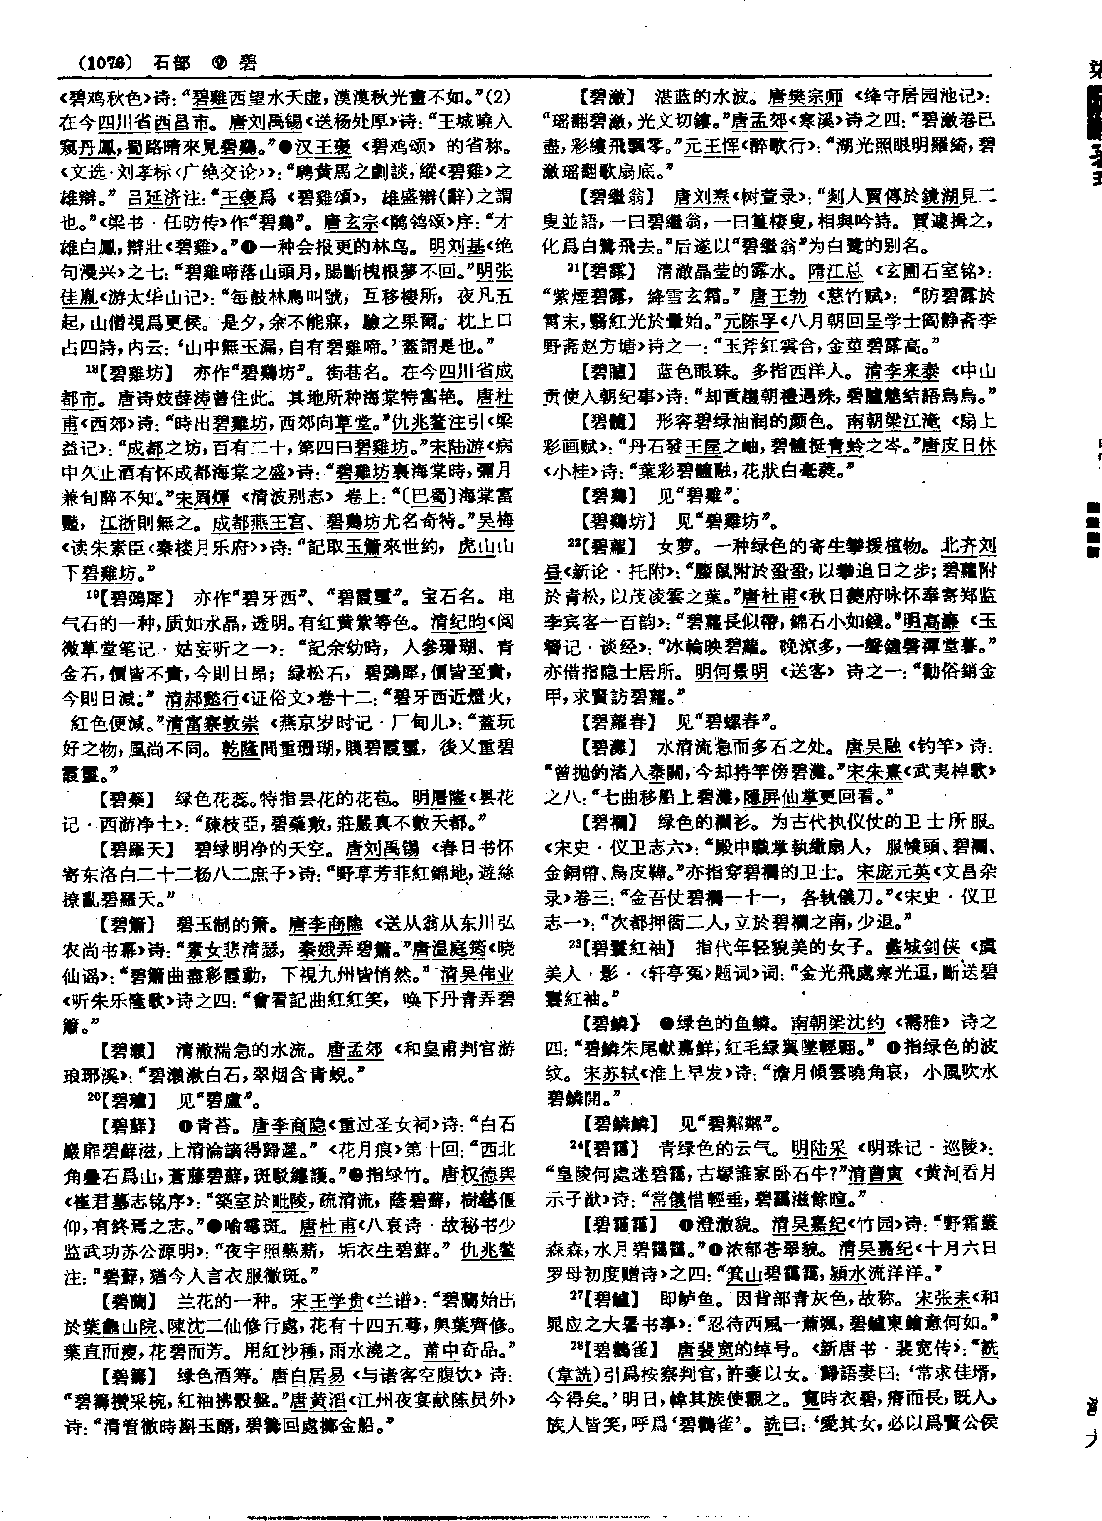 (1076) 石部 ⑨ 碧
《碧鸡秋色》诗:“碧雞西望水天虚,漠漠秋光畫不如。”(2)
在今四川省西昌市。唐刘禹锡《送杨处厚》诗:“王城曉入
窺丹鳳,蜀路晴來見碧鷄。”●汉王褒《碧鸡颂》的省称。
《文选·刘孝标〈广绝交论〉》:“騁黄馬之劇談,縱《碧雞》之
雄辯。”吕延济注:“王褒爲《碧雞頌》,雄盛辯(辭)之謂
也。”《梁书·任昉传》作“碧鷄”。唐玄宗《鹡鸰颂》序:“才
雄白鳳,辯壯《碧雞》。”●一种会报更的林鸟。明刘基《绝
句漫兴》之七:“碧雞啼落山頭月,腸斷槐根夢不回。”明张
佳胤《游太华山记》:“每鼓林鳥叫號,互移樓所,夜凡五
起,山僧視爲更候。是夕,余不能寐,驗之果爾。枕上口
占四詩,内云:‘山中無玉漏,自有碧雞啼。’蓋謂是也。”
18【碧雞坊】 亦作“碧鷄坊”。街巷名。在今四川省成
都市。唐诗妓薛涛曾住此。其地所种海棠特富艳。唐杜
甫《西郊》诗:“時出碧雞坊,西郊向草堂。”仇兆鳌注引《梁
益记》:“成都之坊,百有二十,第四曰碧雞坊。”宋陆游《病
中久止酒有怀成都海棠之盛》诗:“碧雞坊裏海棠時,彌月
兼旬醉不知。”宋周煇《清波别志》卷上:“〔巴蜀〕海棠富
豔,江浙則無之。成都燕王宫、碧鷄坊尤名奇特。”吴梅
《读朱素臣〈秦楼月乐府〉》诗:“記取玉簫來世約,虎山山
下碧雞坊。”
19【碧鵶犀】 亦作“碧牙西”、“碧霞璽”。宝石名。电
气石的一种,质如水晶,透明。有红黄紫等色。清纪昀《阅
微草堂笔记·姑妄听之一》:“記余幼時,人參珊瑚、青
金石,價皆不貴,今則日昂;緑松石,碧鵶犀,價皆至貴,
今則日減。”清郝懿行《证俗文》卷十二:“碧牙西近燈火,
紅色便減。”清富察敦崇《燕京岁时记·厂甸儿》:“蓋玩
好之物,風尚不同。乾隆間重珊瑚,賤碧霞璽,後又重碧
霞璽。”
【碧蘂】 绿色花蕊。特指昙花的花苞。明屠隆《昙花
记·西游净土》:“疎枝亞,碧蘂敷,莊嚴真不數天都。”
【碧羅天】 碧绿明净的天空。唐刘禹锡《春日书怀
寄东洛白二十二杨八二庶子》诗:“野草芳菲紅錦地,遊絲
撩亂碧羅天。”
【碧簫】 碧玉制的箫。唐李商隐《送从翁从东川弘
农尚书幕》诗:“素女悲清瑟,秦娥弄碧簫。”唐温庭筠《晓
仙谣》:“碧簫曲盡彩霞動,下視九州皆悄然。”清吴伟业
《听朱乐隆歌》诗之四:“會看記曲紅紅笑,唤下丹青弄碧
簫。”
【碧瀨】 清澈湍急的水流。唐孟郊《和皇甫判官游
琅琊溪》:“碧瀨漱白石,翠烟含青蜺。”
20【碧瓐】 见“碧盧”。
【碧蘚】 ●青苔。唐李商隐《重过圣女祠》诗:“白石
巖扉碧蘚滋,上清淪謫得歸遲。”《花月痕》第十回:“西北
角疊石爲山,蒼藤碧蘚,斑駁纏護。”●指绿竹。唐权德舆
《崔君墓志铭序》:“築室於毗陵,疏清流,蔭碧蘚,樹藝偃
仰,有終焉之志。”●喻霉斑。唐杜甫《八哀诗·故秘书少
监武功苏公源明》:“夜宇照爇薪,垢衣生碧蘚。”仇兆鳌
注:“碧蘚,猶今人言衣服黴斑。”
【碧蘭】 兰花的一种。宋王学贵《兰谱》:“碧蘭始出
於葉龜山院、陳沈二仙修行處,花有十四五萼,與葉齊修。
葉直而瘦,花碧而芳。用紅沙種,雨水澆之。莆中奇品。”
【碧籌】 绿色酒筹。唐白居易《与诸客空腹饮》诗:
“碧籌攢采椀,紅袖拂骰盤。”唐黄滔《江州夜宴献陈员外》
诗:“清管徹時斟玉醑,碧籌回處擲金船。”
【碧瀲】 湛蓝的水波。唐樊宗师《绛守居园池记》:
“瑶翻碧瀲,光文切鏤。”唐孟郊《寒溪》诗之四:“碧瀲卷已
盡,彩縷飛飄零。”元王恽《醉歌行》:“湖光照眼明羅綺,碧
瀲瑶翻歌扇底。”
【碧繼翁】 唐刘焘《树萱录》:“剡人賈傳於鏡湖見二
叟並語,一曰碧繼翁,一曰篁棲叟,相與吟詩。賈遽揖之,
化爲白鷺飛去。”后遂以“碧繼翁”为白鹭的别名。
21【碧露】 清澈晶莹的露水。隋江总《玄圃石室铭》:
“紫煙碧露,絳雪玄霜。”唐王勃《慈竹赋》:“防碧露於
霄末,翳紅光於暈始。”元陈孚《八月朝回呈学士阎静斋李
野斋赵方塘》诗之一:“玉斧紅雲合,金莖碧露高。”
【碧矑】 蓝色眼珠。多指西洋人。清李来泰《中山
贡使入朝纪事》诗:“却貢趨朝禮遇殊,碧矑魋結語烏烏。”
【碧髓】 形容碧绿油润的颜色。南朝梁江淹《扇上
彩画赋》:“丹石發王屋之岫,碧髓挺青蛉之岑。”唐皮日休
《小桂》诗:“葉彩碧髓融,花狀白毫蕤。”
【碧鷄】 见“碧雞”。
【碧鷄坊】 见“碧雞坊”。
22【碧蘿】 女萝。一种绿色的寄生攀援植物。北齐刘
昼《新论·托附》:“蟨鼠附於蛩蛩,以攀追日之步;碧蘿附
於青松,以茂淩雲之葉。”唐杜甫《秋日夔府咏怀奉寄郑监
李宾客一百韵》:“碧蘿長似帶,錦石小如錢。”明高濂《玉
簪记·谈经》:“冰輪映碧蘿。晚涼多,一聲鐘磬禪堂暮。”
亦借指隐士居所。明何景明《送客》诗之一:“勸俗銷金
甲,求賢訪碧蘿。”
【碧蘿春】 见“碧螺春”。
【碧灘】 水清流急而多石之处。唐吴融《钓竿》诗:
“曾抛釣渚入秦關,今却持竿傍碧灘。”宋朱熹《武夷棹歌》
之八:“七曲移船上碧灘,隱屏仙掌更回看。”
【碧襴】 绿色的襕衫。为古代执仪仗的卫士所服。
《宋史·仪卫志六》:“殿中職掌執繖扇人,服幞頭、碧襴、
金銅帶、烏皮鞾。”亦指穿碧襕的卫士。宋庞元英《文昌杂
录》卷三:“金吾仗碧襴一十一,各執儀刀。”《宋史·仪卫
志一》:“次都押衙二人,立於碧襴之南,少退。”
23【碧鬟紅袖】 指代年轻貌美的女子。蠡城剑侠《虞
美人·影·〈轩亭冤〉题词》词:“金光飛處寒光逗,斷送碧
鬟紅袖。”
【碧鱗】 ●绿色的鱼鳞。南朝梁沈约《需雅》诗之
四:“碧鱗朱尾獻嘉鮮,紅毛緑翼墜輕翾。”●指绿色的波
纹。宋苏轼《淮上早发》诗:“澹月傾雲曉角哀,小風吹水
碧鱗開。”
【碧鱗鱗】 见“碧粼粼”。
24【碧靄】 青绿色的云气。明陆采《明珠记·巡陵》:
“皇陵何處迷碧靄,古塚誰家卧石牛?”清曹寅《黄河看月
示子猷》诗:“常儀惜輕垂,碧靄滋餘暄。”
【碧靄靄】 ●澄澈貌。清吴嘉纪《竹园》诗:“野霜叢
森森,水月碧靄靄。”●浓郁苍翠貌。清吴嘉纪《十月六日
罗母初度赠诗》之四:“箕山碧靄靄,潁水流洋洋。”
27【碧鱸】 即鲈鱼。因背部青灰色,故称。宋张耒《和
晁应之大暑书事》:“忍待西風一蕭颯,碧鱸東鱠意何如。”
28【碧鸛雀】 唐裴宽的绰号。《新唐书·裴宽传》:“詵
(韋詵)引爲按察判官,許妻以女。歸語妻曰:‘常求佳壻,
今得矣。’明日,幃其族使觀之。寬時衣碧,瘠而長,既入,
族人皆笑,呼爲‘碧鸛雀’。詵曰:‘愛其女,必以爲賢公侯